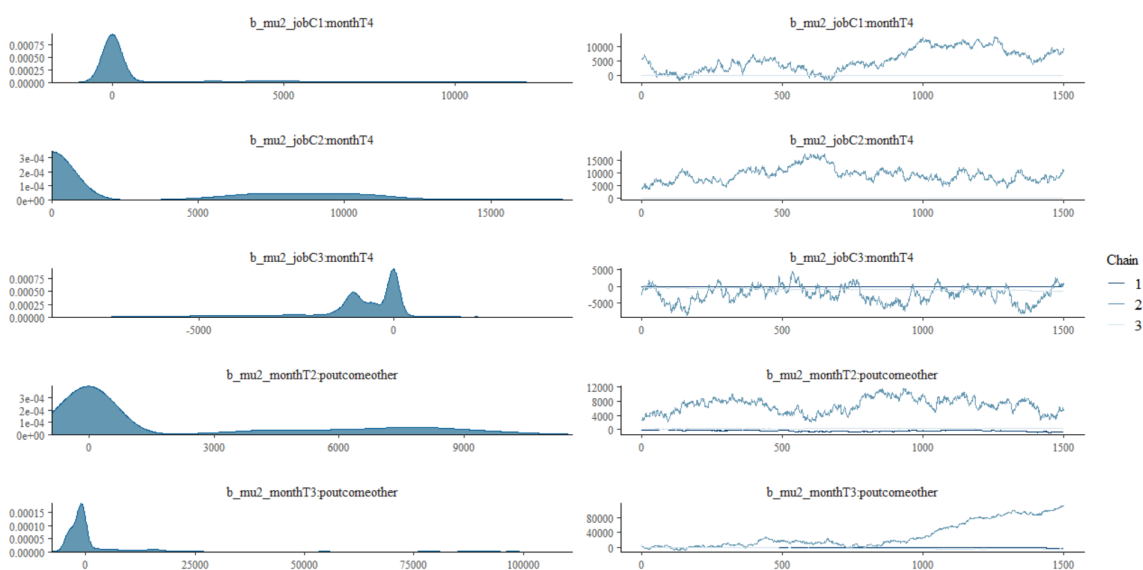 b_mu2_jobC1:monthT4 b_mu2_jobC1:monthT4
0.00075
0.00050
0.00025
0.00000
0 5000 10000
10000
5000
0
0 500 1000 1500
b_mu2_jobC2:monthT4 b_mu2_jobC2:monthT4
3e-04
2e-04
1e-04
0e+00
0 5000 10000 15000
15000
10000
5000
0
0 500 1000 1500
b_mu2_jobC3:monthT4 b_mu2_jobC3:monthT4
0.00075
0.00050
0.00025
0.00000
-5000 0
5000
0
-5000
0 500 1000 1500
Chain
1
2
3
b_mu2_monthT2:poutcomeother b_mu2_monthT2:poutcomeother
3e-04
2e-04
1e-04
0e+00
0 3000 6000 9000
12000
8000
4000
0
0 500 1000 1500
b_mu2_monthT3:poutcomeother b_mu2_monthT3:poutcomeother
0.00015
0.00010
0.00005
0.00000
0 25000 50000 75000 100000
80000
40000
0
0 500 1000 1500